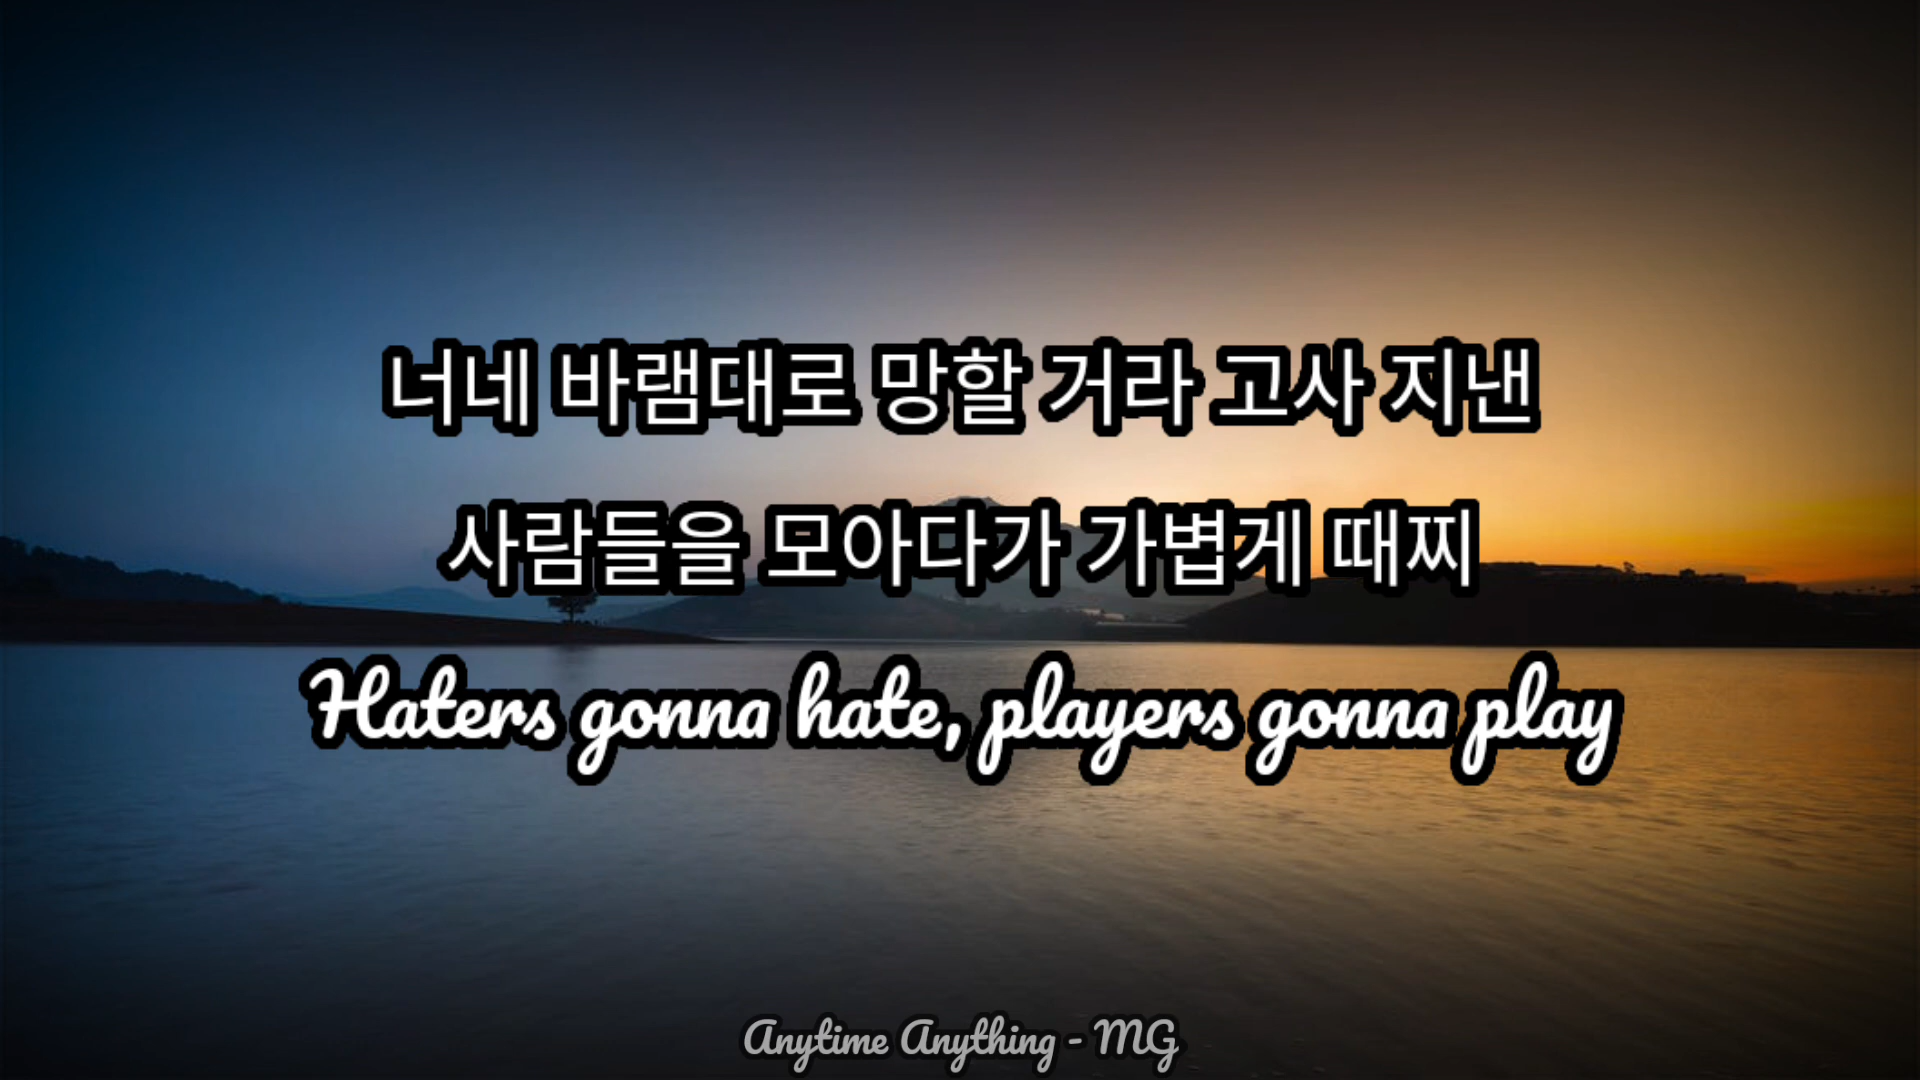 너네 바램대로 망할 거라 고사 지낸
사람들을 모아다가 가볍게 때찌
Haters gonna hate, players gonna play
Anytime Anything - MG